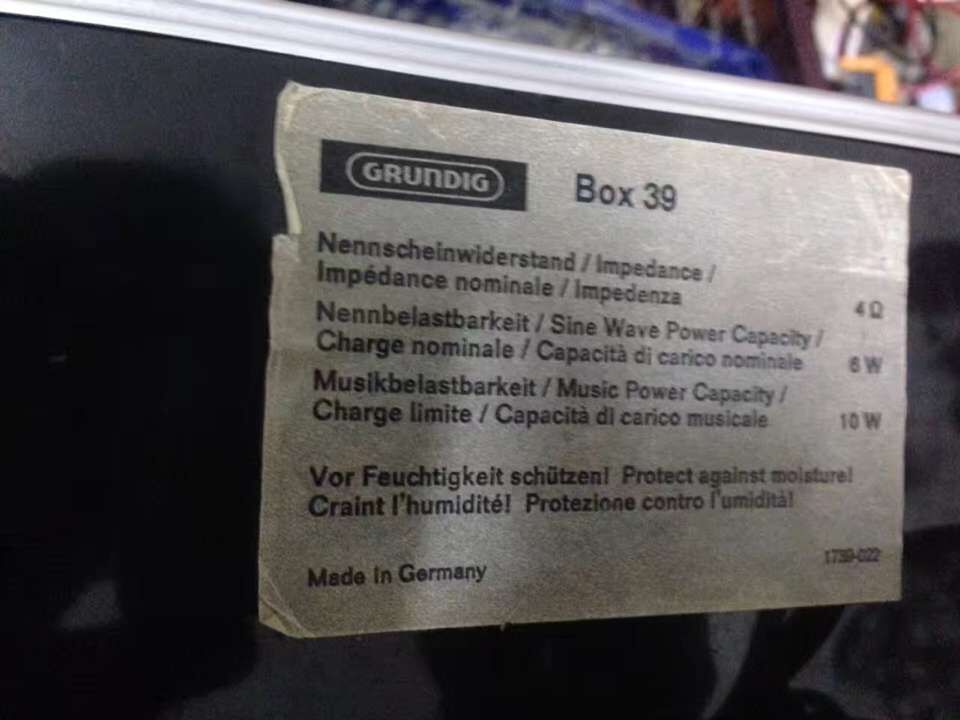 GRUNDIG Box 39
Nennscheinwiderstand / Impedance /
Impédance nominale / Impedenza 4 Ω
Nennbelastbarkeit / Sine Wave Power Capacity /
Charge nominale / Capacità di carico nominale 6 W
Musikbelastbarkeit / Music Power Capacity /
Charge limite / Capacità di carico musicale 10 W
Vor Feuchtigkeit schützen! Protect against moisture!
Craint l'humidité! Protezione contro l'umidità!
1739-022
Made in Germany